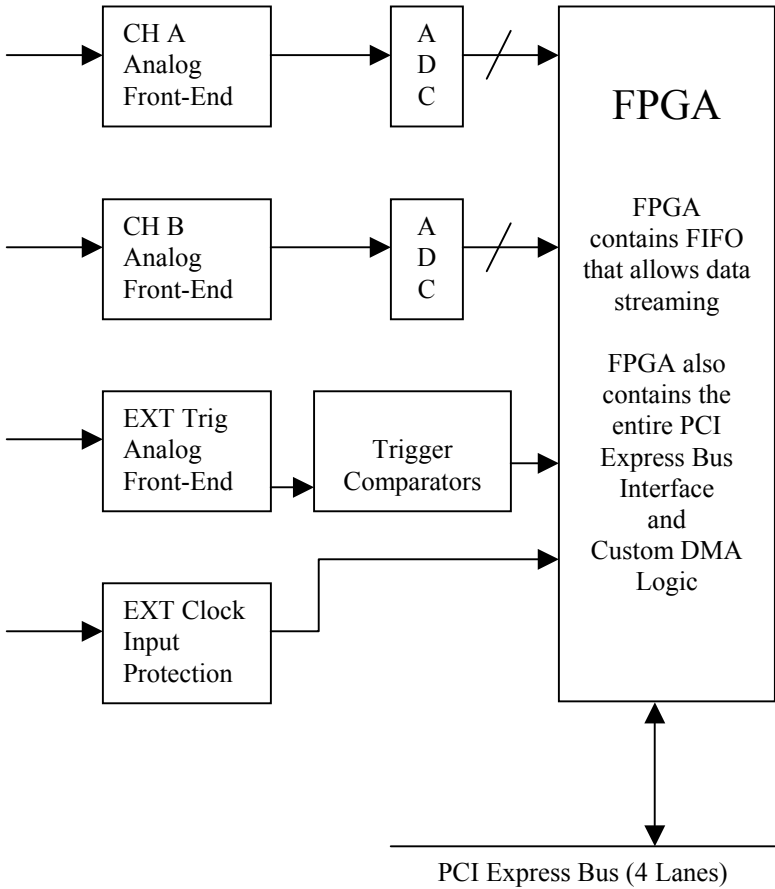 CH A
Analog
Front-End
A
D
C
FPGA
FPGA
contains FIFO
that allows data
streaming
FPGA also
contains the
entire PCI
Express Bus
Interface
and
Custom DMA
Logic
CH B
Analog
Front-End
A
D
C
EXT Trig
Analog
Front-End
Trigger
Comparators
EXT Clock
Input
Protection
PCI Express Bus (4 Lanes)